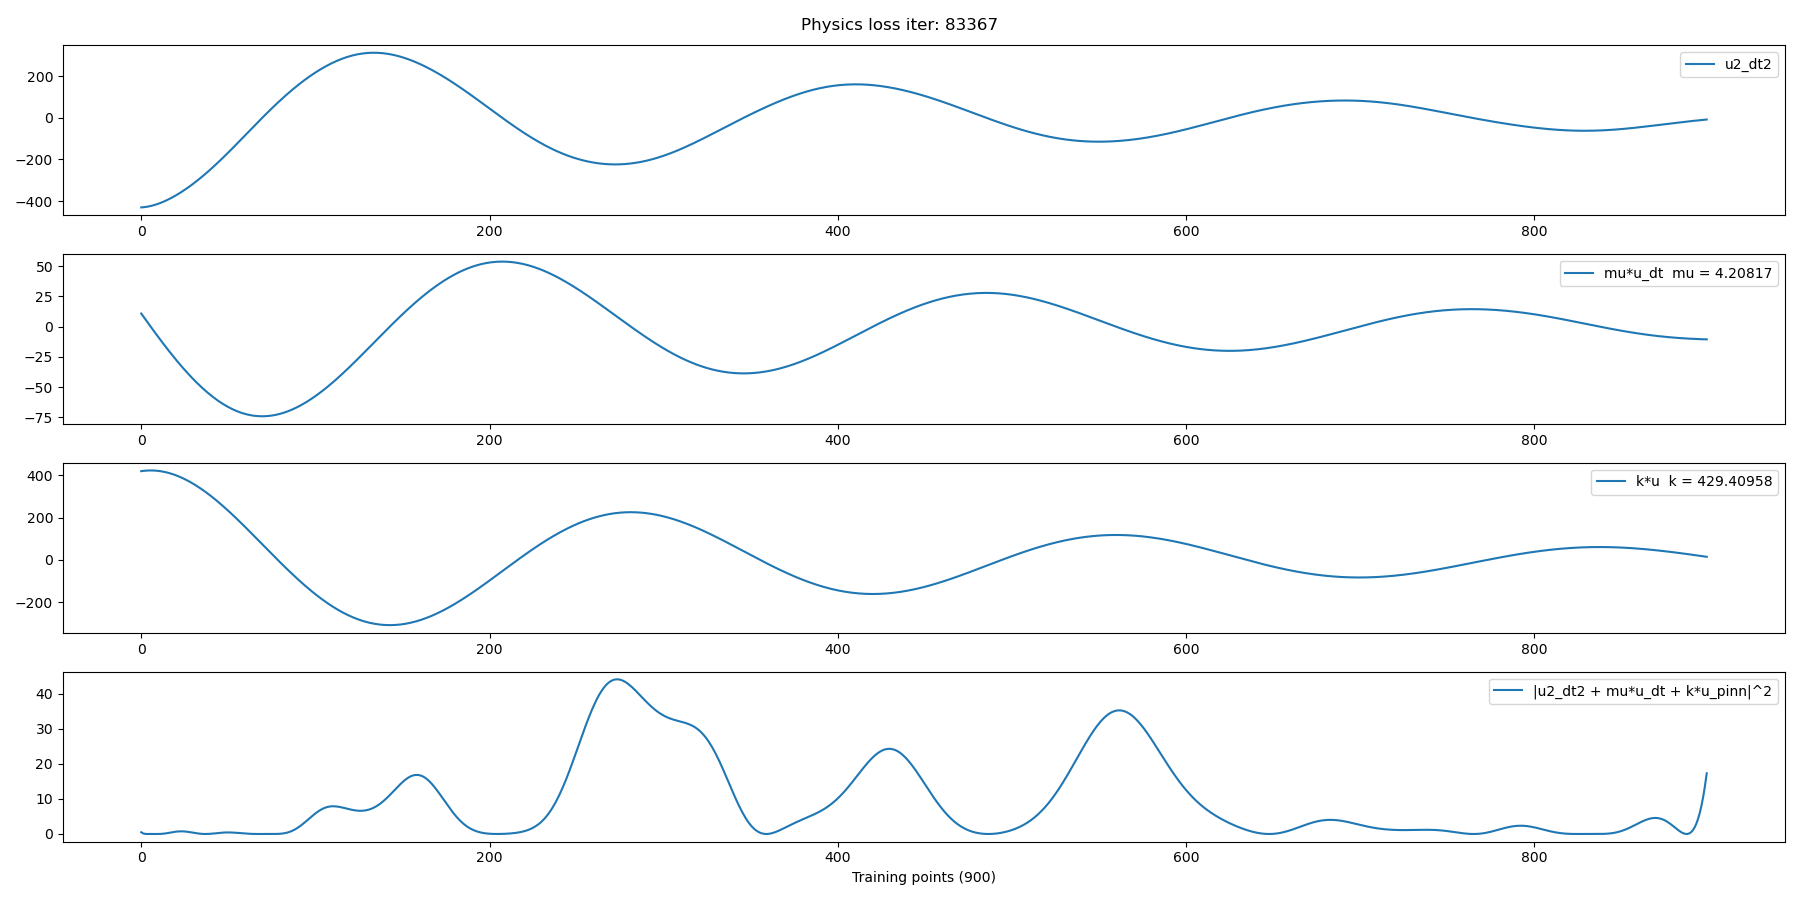 Physics loss iter: 83367
200
0
−200
−400
u2_dt2
0 200 400 600 800
50
25
0
−25
−50
−75
mu*u_dt  mu = 4.20817
0 200 400 600 800
400
200
0
−200
k*u  k = 429.40958
0 200 400 600 800
40
30
20
10
0
|u2_dt2 + mu*u_dt + k*u_pinn|^2
0 200 400 600 800
Training points (900)